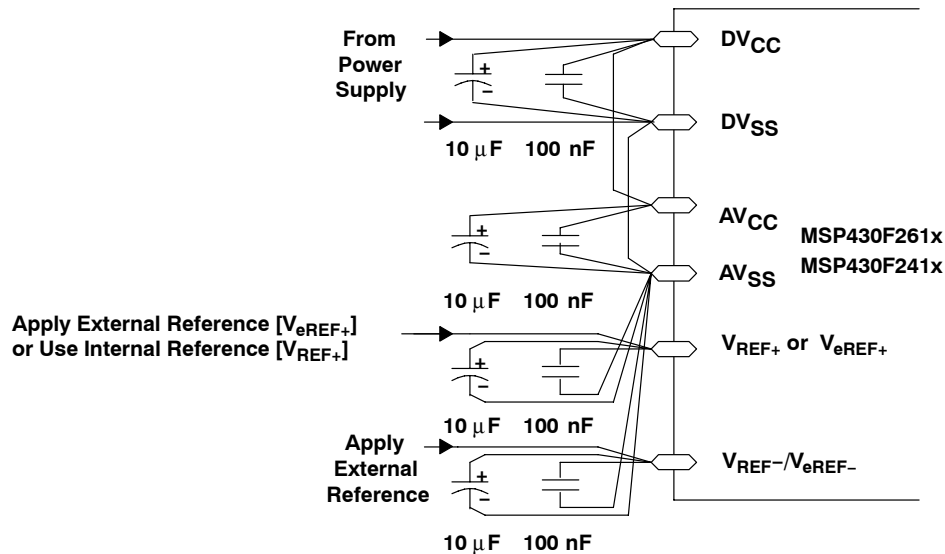 From
Power
Supply
+
−
10 μF 100 nF
DVCC
DVSS
+
−
10 μF 100 nF
AVCC
AVSS
MSP430F261x
MSP430F241x
Apply External Reference [VeREF+]
or Use Internal Reference [VREF+]
+
−
10 μF 100 nF
VREF+ or VeREF+
Apply
External
Reference
+
−
10 μF 100 nF
VREF−/VeREF−